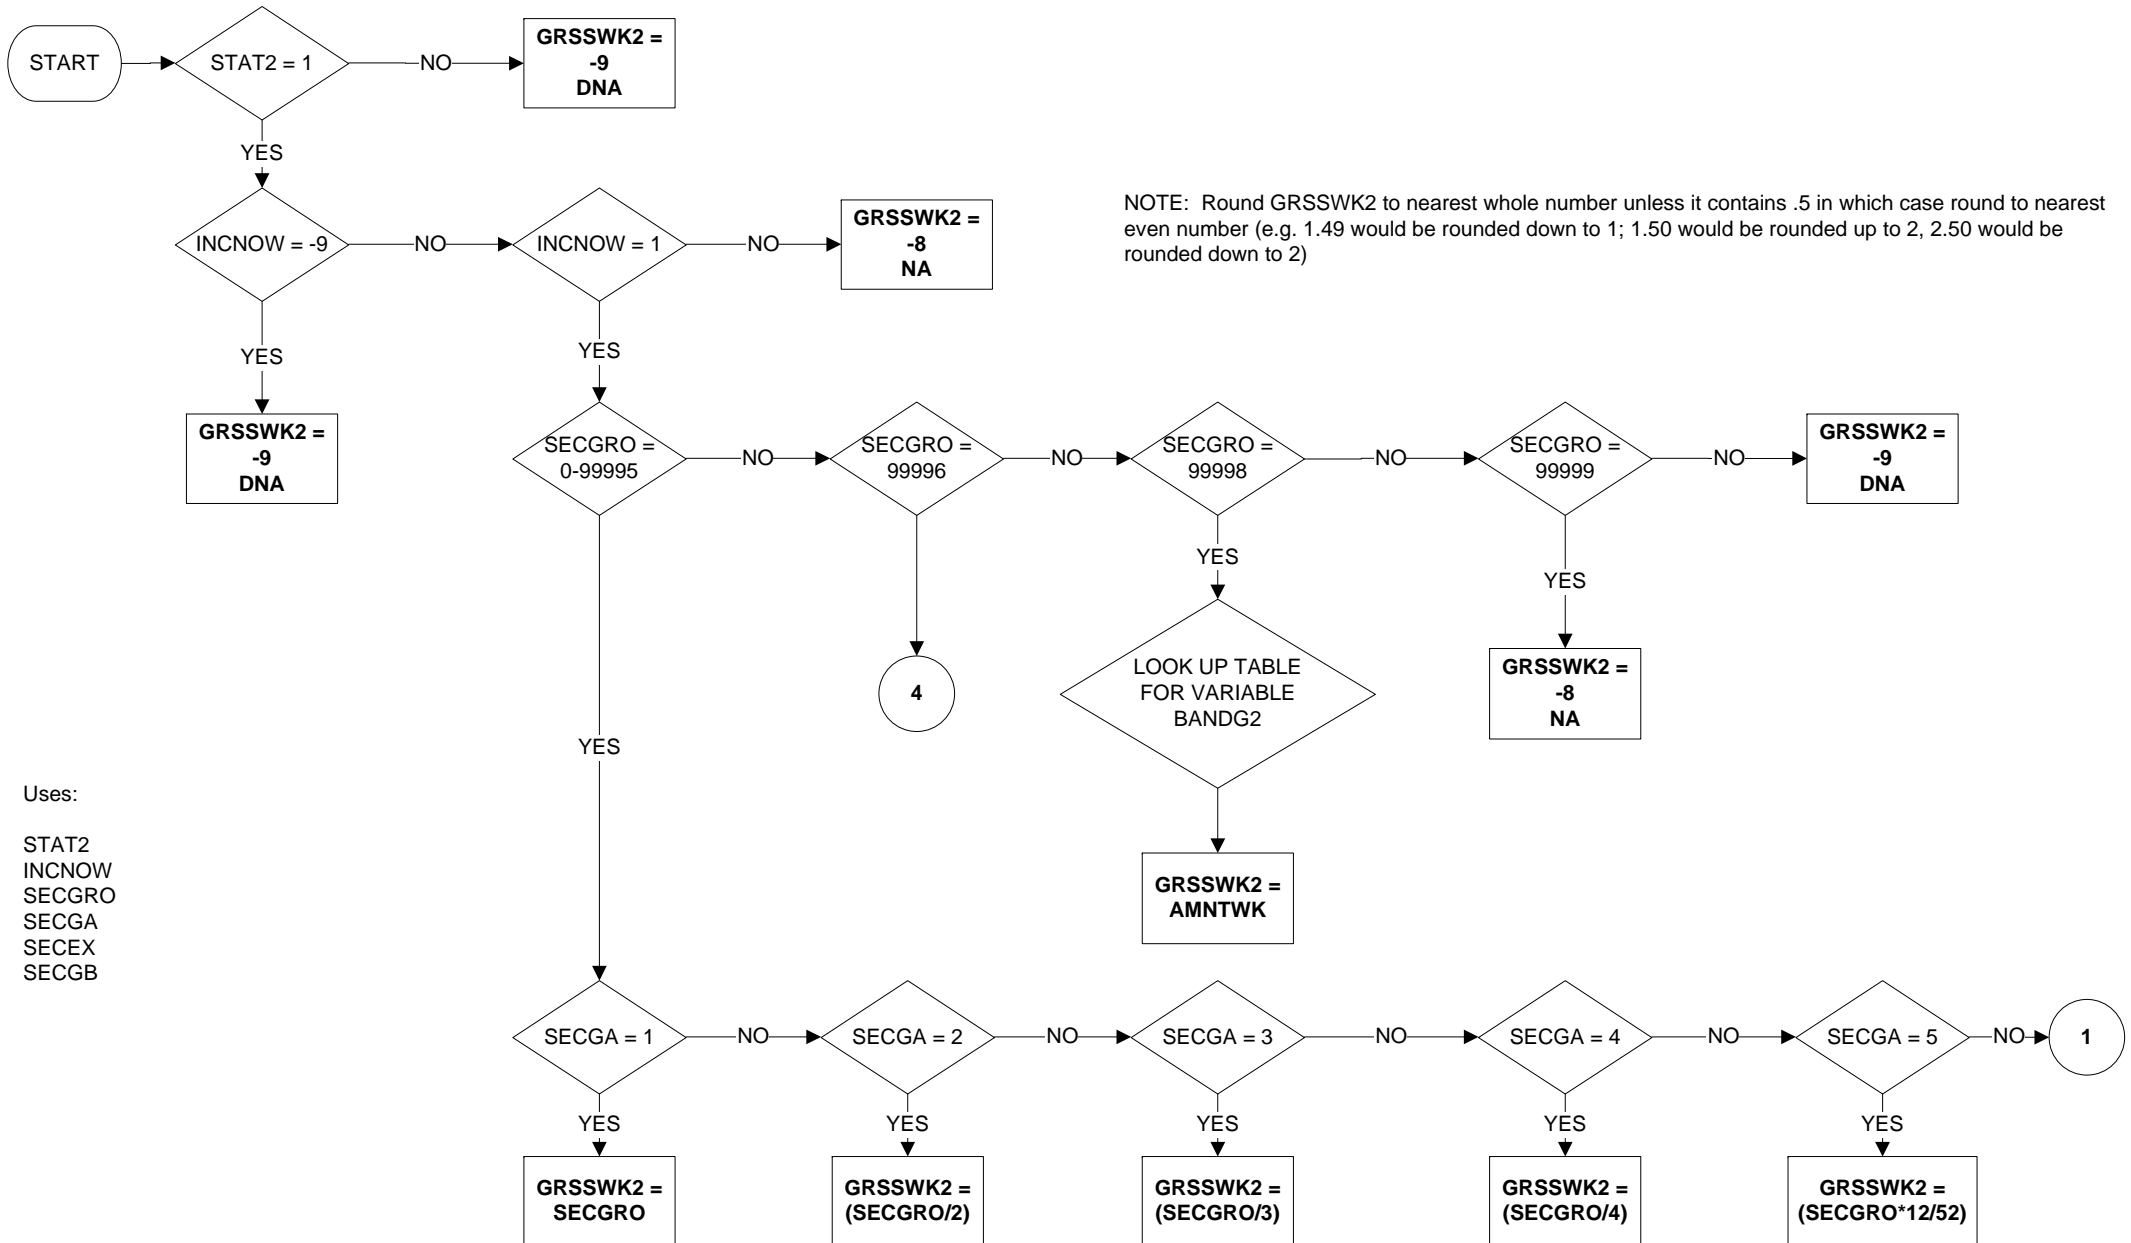 START
STAT2 = 1
NO
GRSSWK2 =
-9
DNA
YES
INCNOW = -9
NO
INCNOW = 1
NO
GRSSWK2 =
-8
NA
NOTE:  Round GRSSWK2 to nearest whole number unless it contains .5 in which case round to nearest
even number (e.g. 1.49 would be rounded down to 1; 1.50 would be rounded up to 2, 2.50 would be
rounded down to 2)
YES
YES
GRSSWK2 =
-9
DNA
SECGRO =
0-99995
NO
SECGRO =
99996
NO
SECGRO =
99998
NO
SECGRO =
99999
NO
GRSSWK2 =
-9
DNA
YES
YES
4
LOOK UP TABLE
FOR VARIABLE
BANDG2
GRSSWK2 =
-8
NA
YES
GRSSWK2 =
AMNTWK
Uses:
STAT2
INCNOW
SECGRO
SECGA
SECEX
SECGB
SECGA = 1
NO
SECGA = 2
NO
SECGA = 3
NO
SECGA = 4
NO
SECGA = 5
NO
1
YES
YES
YES
YES
YES
GRSSWK2 =
SECGRO
GRSSWK2 =
(SECGRO/2)
GRSSWK2 =
(SECGRO/3)
GRSSWK2 =
(SECGRO/4)
GRSSWK2 =
(SECGRO*12/52)